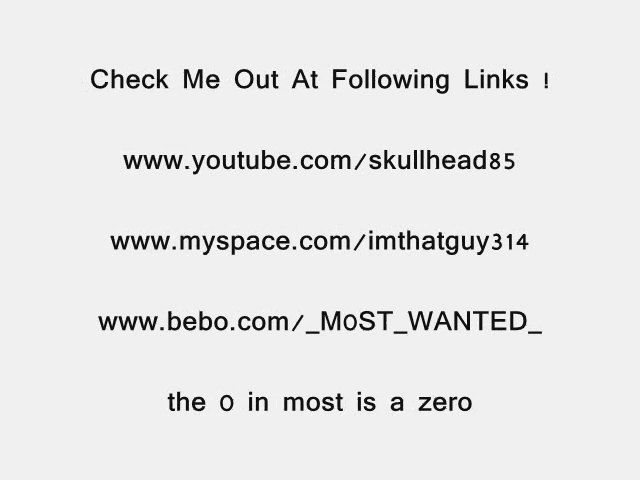 Check Me Out At Following Links !
www.youtube.com/skullhead85
www.myspace.com/imthatguy314
www.bebo.com/_M0ST_WANTED_
the 0 in most is a zero